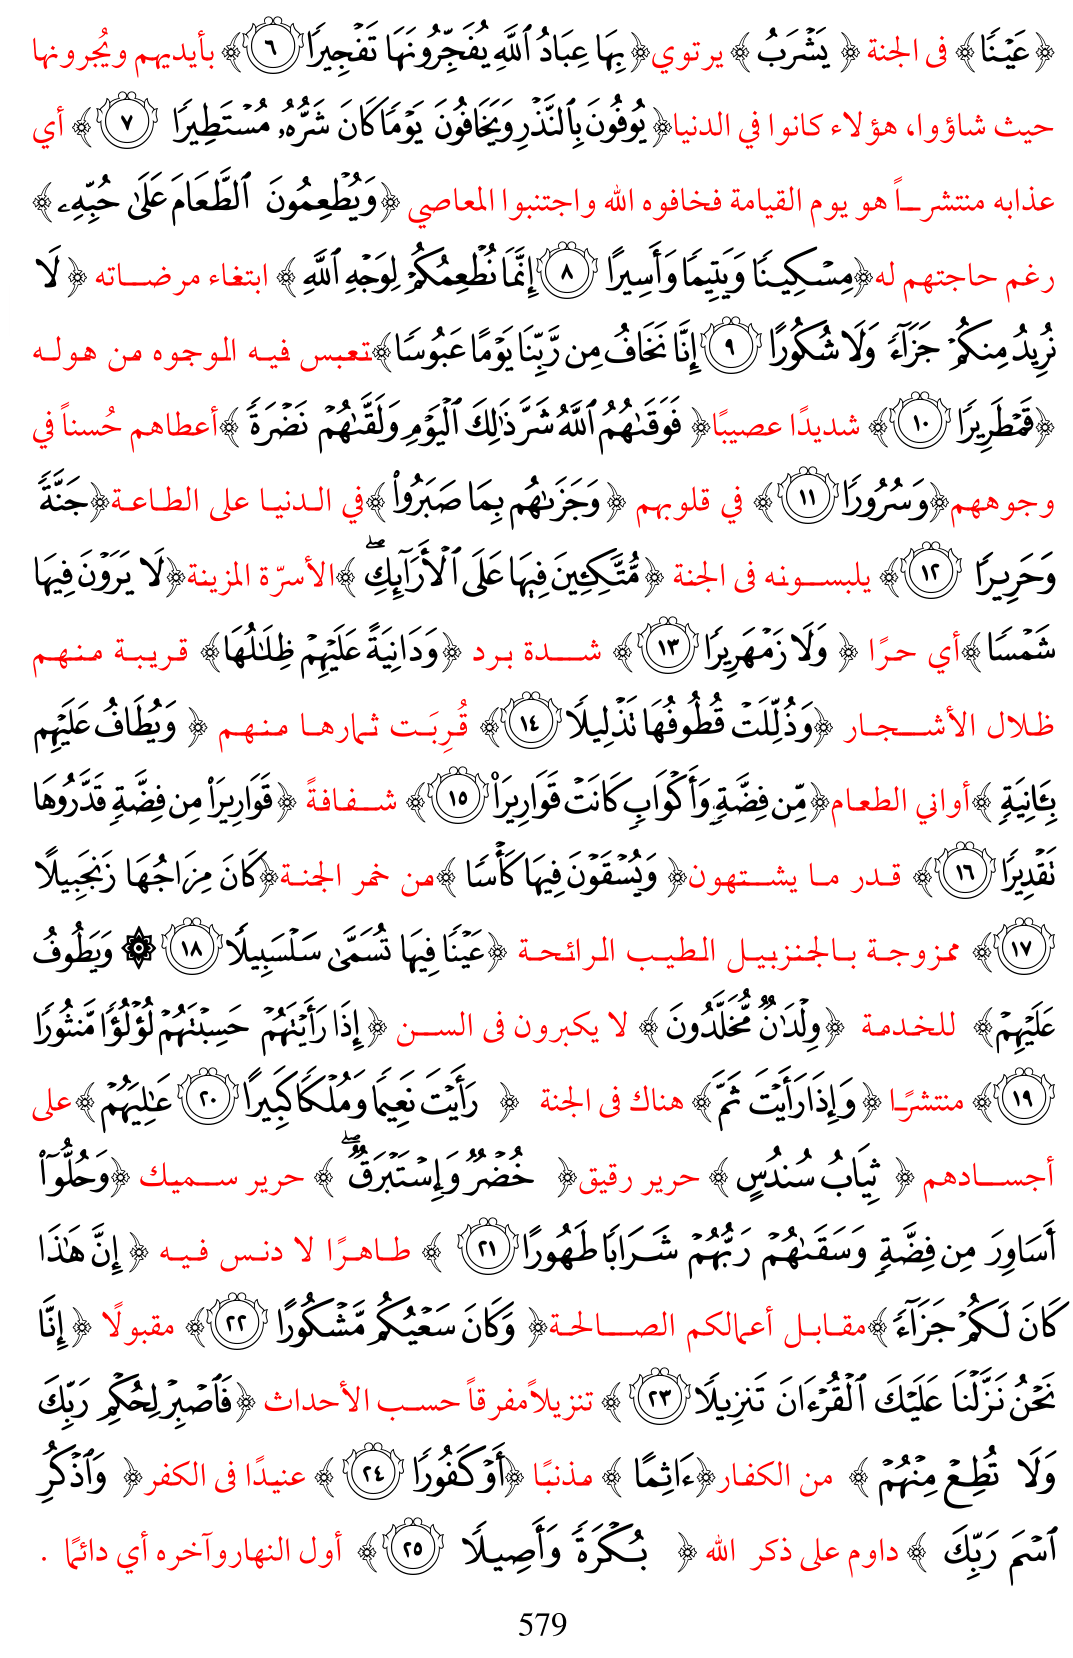 ﴿ عَيْنًا﴾ فى الجنة ﴿ يَشْرَبُ ﴾ يرتوي﴿بِهَا عِبَادُ ٱللَّهِ يُفَجِّرُونَهَا تَفْجِيرًا ٦﴾ بأيديهم ويُجرونها
حيث شاؤوا، هؤلاء كانوا في الدنيا﴿يُوفُونَ بِٱلنَّذْرِ وَيَخَافُونَ يَوْمًا كَانَ شَرُّهُۥ مُسْتَطِيرًا ٧﴾ أي
عذابه منتشراً هو يوم القيامة فخافوه الله واجتنبوا المعاصي ﴿وَيُطْعِمُونَ ٱلطَّعَامَ عَلَىٰ حُبِّهِۦ﴾
رغم حاجتهم له﴿مِسْكِينًا وَيَتِيمًا وَأَسِيرًا ٨ إِنَّمَا نُطْعِمُكُمْ لِوَجْهِ ٱللَّهِ ﴾ ابتغاء مرضاته ﴿ لَا
نُرِيدُ مِنكُمْ جَزَآءً وَلَا شُكُورًا ٩ إِنَّا نَخَافُ مِن رَّبِّنَا يَوْمًا عَبُوسًا﴾تعبس فيه الوجوه من هوله
﴿قَمْطَرِيرًا ١٠﴾ شديدًا عصيبًا﴿ فَوَقَىٰهُمُ ٱللَّهُ شَرَّ ذَٰلِكَ ٱلْيَوْمِ وَلَقَّىٰهُمْ نَضْرَةً ﴾أعطاهم حُسناً في
وجوههم﴿وَسُرُورًا ١١﴾ في قلوبهم ﴿وَجَزَىٰهُم بِمَا صَبَرُوا۟ ﴾في الدنيا على الطاعة﴿جَنَّةً
وَحَرِيرًا ١٢﴾ يلبسونه فى الجنة ﴿مُّتَّكِـِٔينَ فِيهَا عَلَى ٱلْأَرَآئِكِ ۖ﴾الأسرّة المزينة﴿لَا يَرَوْنَ فِيهَا
شَمْسًا ﴾أي حرًا ﴿ وَلَا زَمْهَرِيرًا ١٣﴾ شدة برد ﴿وَدَانِيَةً عَلَيْهِمْ ظِلَـٰلُهَا﴾ قريبة منهم
ظلال الأشجار ﴿وَذُلِّلَتْ قُطُوفُهَا تَذْلِيلًا ١٤﴾ قُرِبَت ثمارها منهم ﴿ وَيُطَافُ عَلَيْهِم
بِـَٔانِيَةٍ ﴾أواني الطعام﴿مِّن فِضَّةٍ وَأَكْوَابٍ كَانَتْ قَوَارِيرَا۠ ١٥﴾ شفافةً ﴿قَوَارِيرَا۟ مِن فِضَّةٍ قَدَّرُوهَا
تَقْدِيرًا ١٦﴾ قدر ما يشتهون﴿ وَيُسْقَوْنَ فِيهَا كَأْسًا ﴾من خمر الجنة﴿كَانَ مِزَاجُهَا زَنجَبِيلًا
١٧﴾ ممزوجة بالجنزبيل الطيب الرائحة ﴿عَيْنًا فِيهَا تُسَمَّىٰ سَلْسَبِيلًا ١٨ ۞ وَيَطُوفُ
عَلَيْهِمْ﴾ للخدمة ﴿وِلْدَٰنٌ مُّخَلَّدُونَ ﴾ لا يكبرون فى السن ﴿إِذَا رَأَيْتَهُمْ حَسِبْتَهُمْ لُؤْلُؤًا مَّنثُورًا
١٩﴾ منتشرًا ﴿وَإِذَا رَأَيْتَ ثَمَّ﴾ هناك فى الجنة ﴿ رَأَيْتَ نَعِيمًا وَمُلْكًا كَبِيرًا ٢٠ عَـٰلِيَهُمْ ﴾على
أجسادهم ﴿ ثِيَابُ سُندُسٍ ﴾ حرير رقيق﴿ خُضْرٌ وَإِسْتَبْرَقٌ ۖ ﴾ حرير سميك ﴿وَحُلُّوٓا۟
أَسَاوِرَ مِن فِضَّةٍ وَسَقَىٰهُمْ رَبُّهُمْ شَرَابًا طَهُورًا ٢١ ﴾ طاهرًا لا دنس فيه ﴿ إِنَّ هَـٰذَا
كَانَ لَكُمْ جَزَآءً ﴾مقابل أعمالكم الصالحة﴿ وَكَانَ سَعْيُكُم مَّشْكُورًا ٢٢﴾ مقبولًا ﴿ إِنَّا
نَحْنُ نَزَّلْنَا عَلَيْكَ ٱلْقُرْءَانَ تَنزِيلًا ٢٣ ﴾ تنزيلاًمفرقاً حسب الأحداث ﴿فَٱصْبِرْ لِحُكْمِ رَبِّكَ
وَلَا تُطِعْ مِنْهُمْ ﴾ من الكفار﴿ءَاثِمًا ﴾ مذنبًا ﴿أَوْ كَفُورًا ٢٤ ﴾ عنيدًا فى الكفر﴿ وَٱذْكُرِ
ٱسْمَ رَبِّكَ ﴾ داوم على ذكر الله ﴿ بُكْرَةً وَأَصِيلًا ٢٥﴾ أول النهاروآخره أي دائمًا .
579